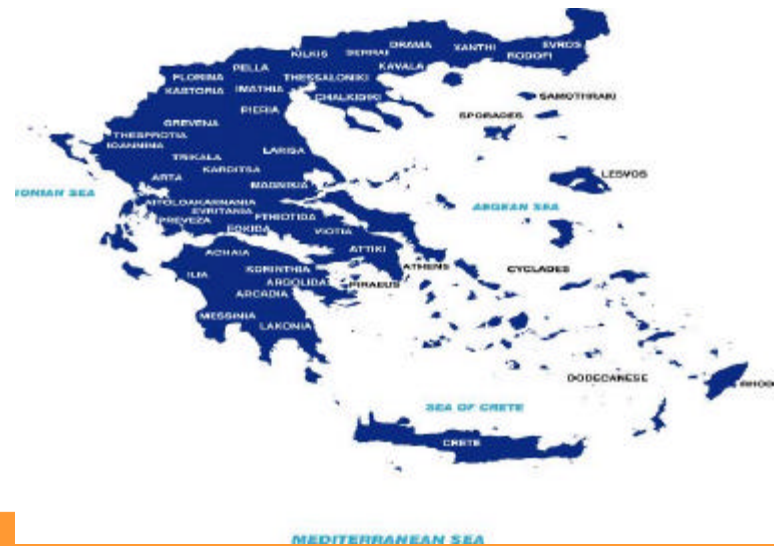 DRAMA
XANTHI
EVROS
KILKIS
SERRAI
RODOPI
PELLA
KAVALA
FLORINA
THESSALONIKI
KASTORIA
IMATHIA
CHALKIDIKI
SAMOTHRAKI
PIERIA
SPORADES
GREVENA
THESPROTIA
IOANNINA
LARISA
TRIKALA
KARDITSA
LESVOS
ARTA
MAGNISIA
IONIAN SEA
AITOLOAKARNANIA
AEGEAN SEA
EVRITANIA
PREVEZA
FTHIOTIDA
FOKIDA
VIOTIA
ATTIKI
ACHAIA
ATHENS
CYCLADES
ILIA
KORINTHIA
ARGOLIDA
PIRAEUS
ARCADIA
MESSINIA
LAKONIA
DODECANESE
RHOD
SEA OF CRETE
CRETE
MEDITERRANEAN SEA